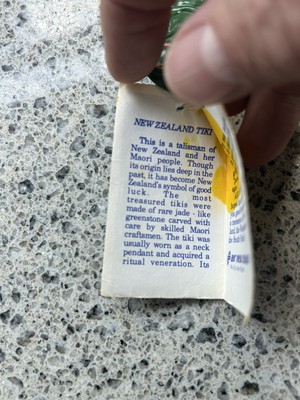 NEW ZEALAND TIKI
This is a talisman of
New Zealand and her
Maori people. Though
its origin lies deep in the
past, it has become New
Zealand's symbol of good
luck. The most
treasured tikis were
made of rare jade - like
greenstone carved with
care by skilled Maori
craftsmen. The tiki was
usually worn as a neck
pendant and acquired a
ritual veneration. Its